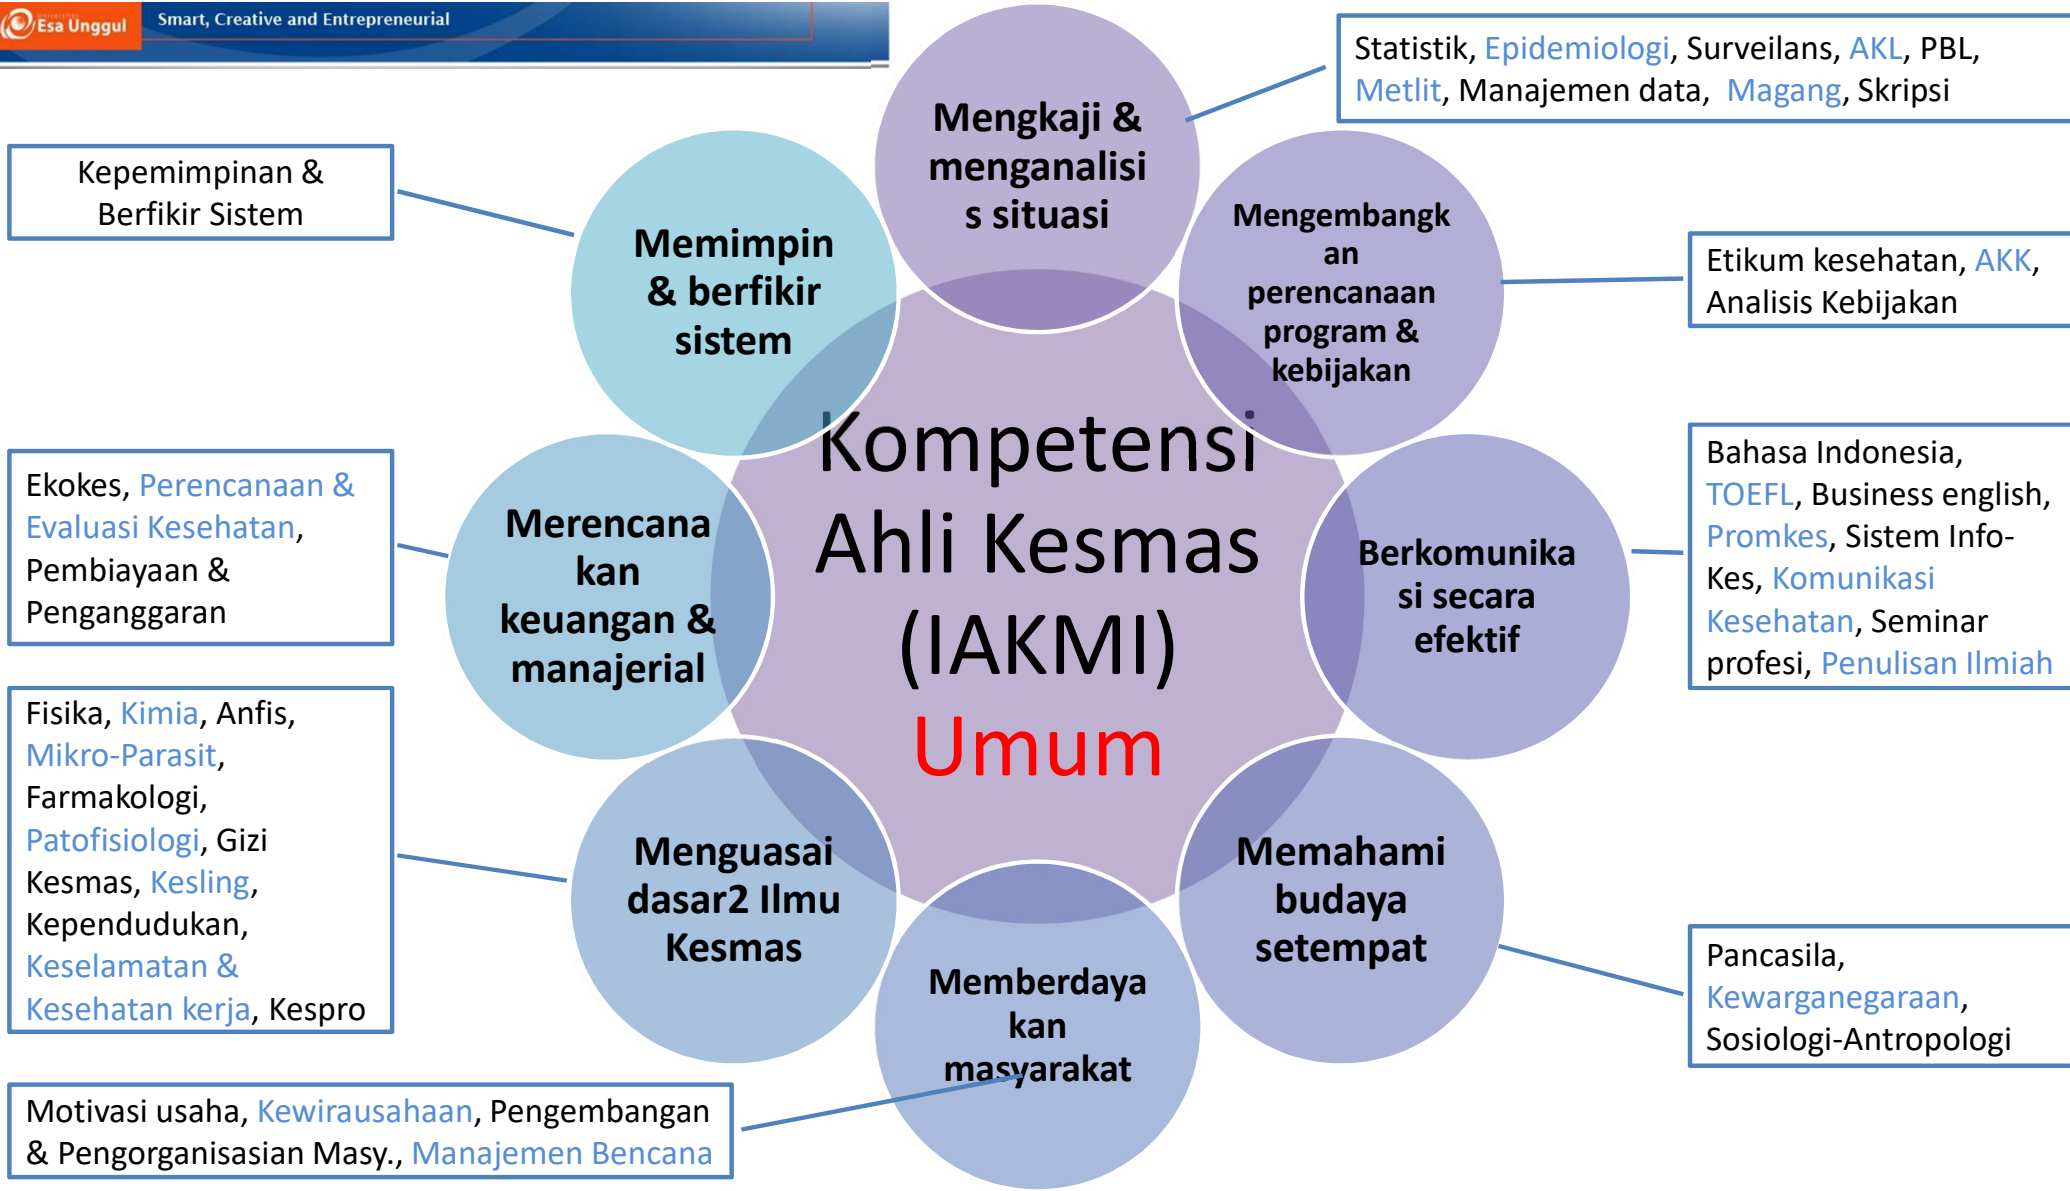 Universitas
Esa Unggul
Smart, Creative and Entrepreneurial
Mengkaji &
menganalisi
s situasi
Statistik, Epidemiologi, Surveilans, AKL, PBL,
Metlit, Manajemen data, Magang, Skripsi
Mengembangk
an
perencanaan
program &
kebijakan
Etikum kesehatan, AKK,
Analisis Kebijakan
Berkomunika
si secara
efektif
Bahasa Indonesia,
TOEFL, Business english,
Promkes, Sistem Info-
Kes, Komunikasi
Kesehatan, Seminar
profesi, Penulisan Ilmiah
Memahami
budaya
setempat
Pancasila,
Kewarganegaraan,
Sosiologi-Antropologi
Memberdaya
kan
masyarakat
Motivasi usaha, Kewirausahaan, Pengembangan
& Pengorganisasian Masy., Manajemen Bencana
Menguasai
dasar2 Ilmu
Kesmas
Fisika, Kimia, Anfis,
Mikro-Parasit,
Farmakologi,
Patofisiologi, Gizi
Kesmas, Kesling,
Kependudukan,
Keselamatan &
Kesehatan kerja, Kespro
Merencana
kan
keuangan &
manajerial
Ekokes, Perencanaan &
Evaluasi Kesehatan,
Pembiayaan &
Penganggaran
Memimpin
& berfikir
sistem
Kepemimpinan &
Berfikir Sistem
Kompetensi
Ahli Kesmas
(IAKMI)
Umum